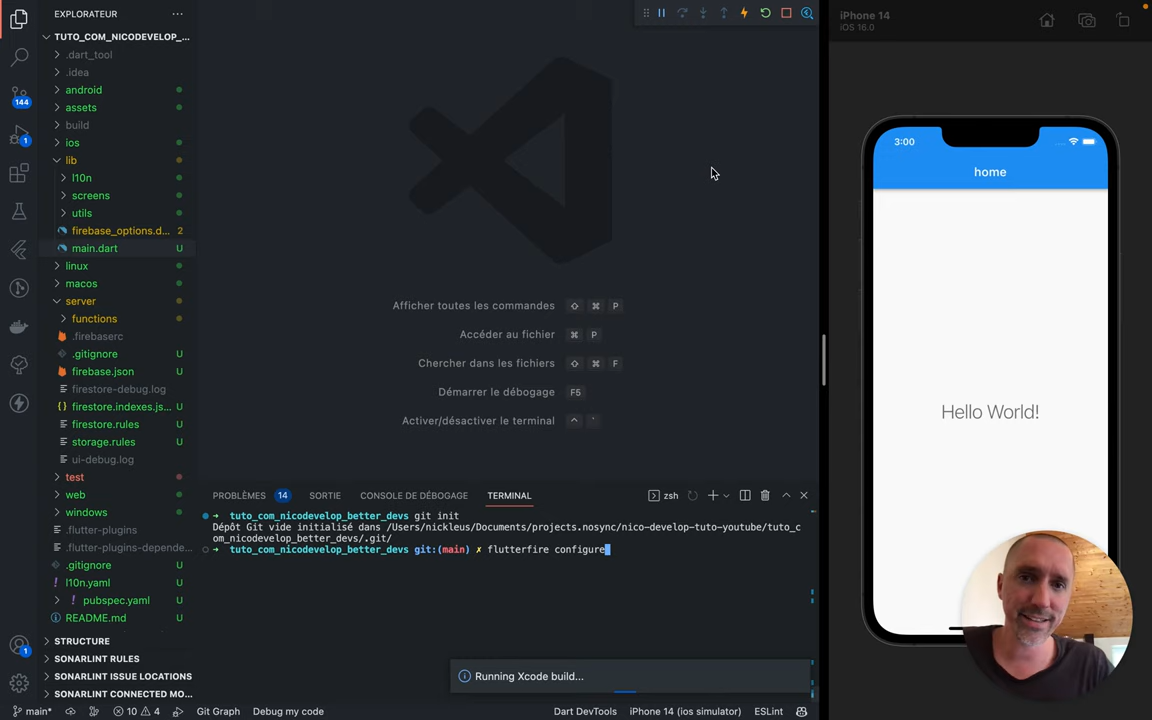 EXPLORATEUR
TUTO_COM_NICODEVELOP_...
.dart_tool
.idea
android
assets
build
ios
lib
l10n
screens
utils
firebase_options.d... 2
main.dart U
linux
macos
server
functions
.firebaserc
.gitignore U
firebase.json U
firestore-debug.log
firestore.indexes.js... U
firestore.rules U
storage.rules U
ui-debug.log
test
web
windows
.flutter-plugins
.flutter-plugins-depende...
.gitignore U
l10n.yaml U
pubspec.yaml U
README.md U
STRUCTURE
SONARLINT RULES
SONARLINT ISSUE LOCATIONS
SONARLINT CONNECTED MO...
144
1
1
Afficher toutes les commandes ⇧ ⌘ P
Accéder au fichier ⌘ P
Chercher dans les fichiers ⇧ ⌘ F
Démarrer le débogage F5
Activer/désactiver le terminal ^ `
PROBLÈMES 14 SORTIE CONSOLE DE DÉBOGAGE TERMINAL zsh
➜ tuto_com_nicodevelop_better_devs git init
Dépôt Git vide initialisé dans /Users/nickleus/Documents/projects.nosync/nico-develop-tuto-youtube/tuto_c
om_nicodevelop_better_devs/.git/
➜ tuto_com_nicodevelop_better_devs git:(main) ✗ flutterfire configure
Running Xcode build...
main* 10 4 Git Graph Debug my code Dart DevTools iPhone 14 (ios simulator) ESLint
iPhone 14
iOS 16.0
3:00
home
Hello World!